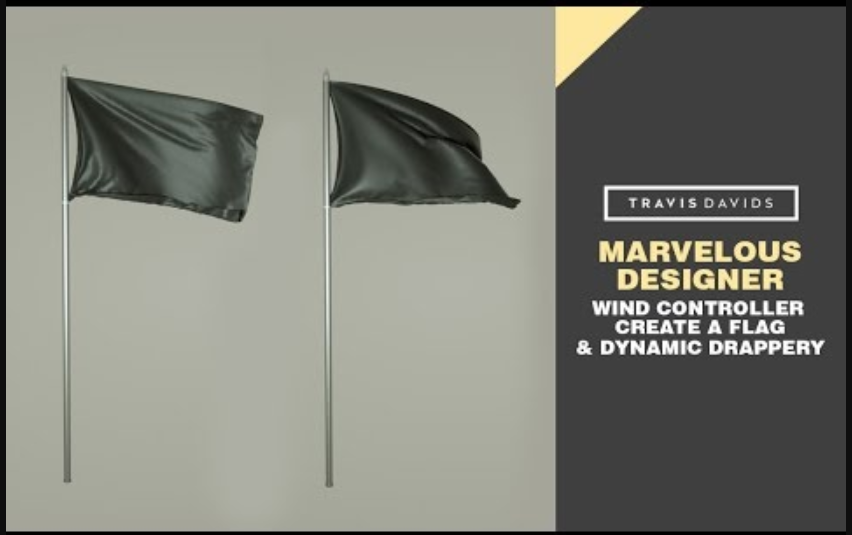 TRAVIS DAVIDS
MARVELOUS
DESIGNER
WIND CONTROLLER
CREATE A FLAG
& DYNAMIC DRAPPERY